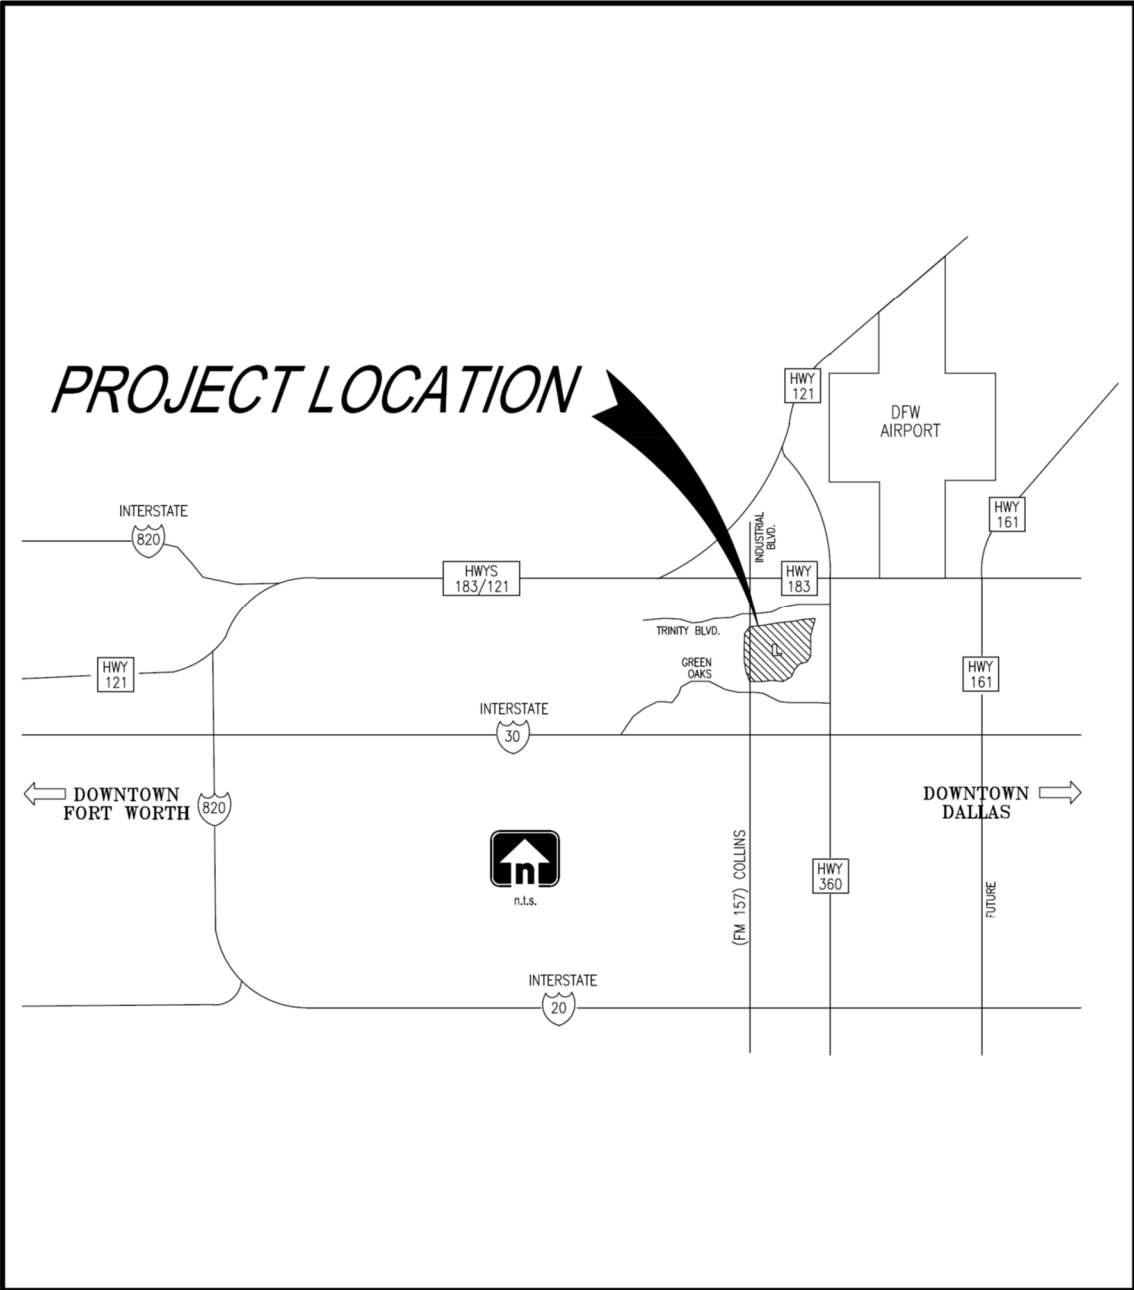 PROJECT LOCATION
HWY
121
DFW
AIRPORT
INTERSTATE
820
HWY
161
INDUSTRIAL
BLVD.
HWYS
183/121
HWY
183
TRINITY BLVD.
L
GREEN
OAKS
HWY
121
HWY
161
INTERSTATE
30
DOWNTOWN
FORT WORTH
820
DOWNTOWN
DALLAS
n
n.t.s.
(FM 157) COLLINS
HWY
360
FUTURE
INTERSTATE
20